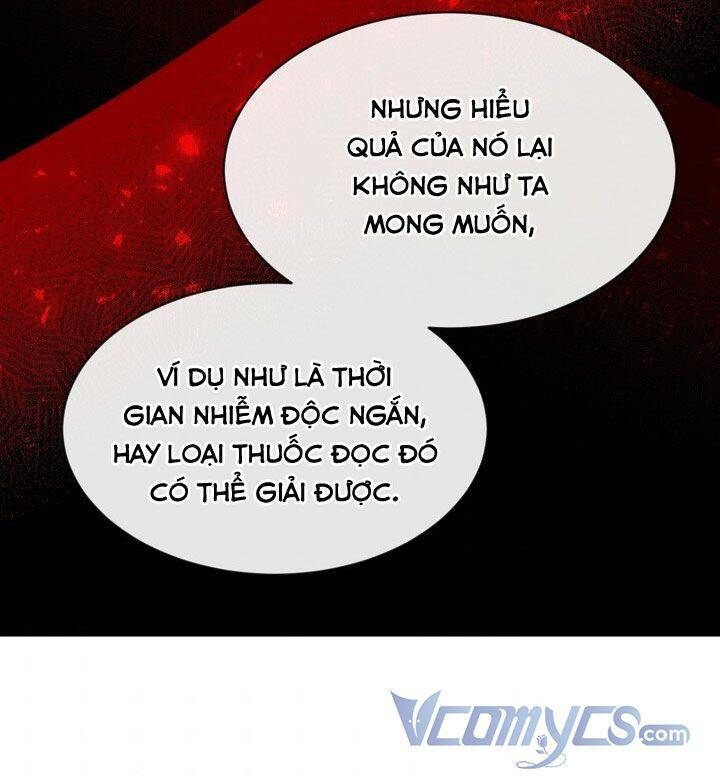 NHƯNG HIỂU
QUẢ CỦA NÓ LẠI
KHÔNG NHƯ TA
MONG MUỐN,
VÍ DỤ NHƯ LÀ THỜI
GIAN NHIỄM ĐỘC NGẮN,
HAY LOẠI THUỐC ĐỌC ĐÓ
CÓ THỂ GIẢI ĐƯỢC.
VCOMYCS.com